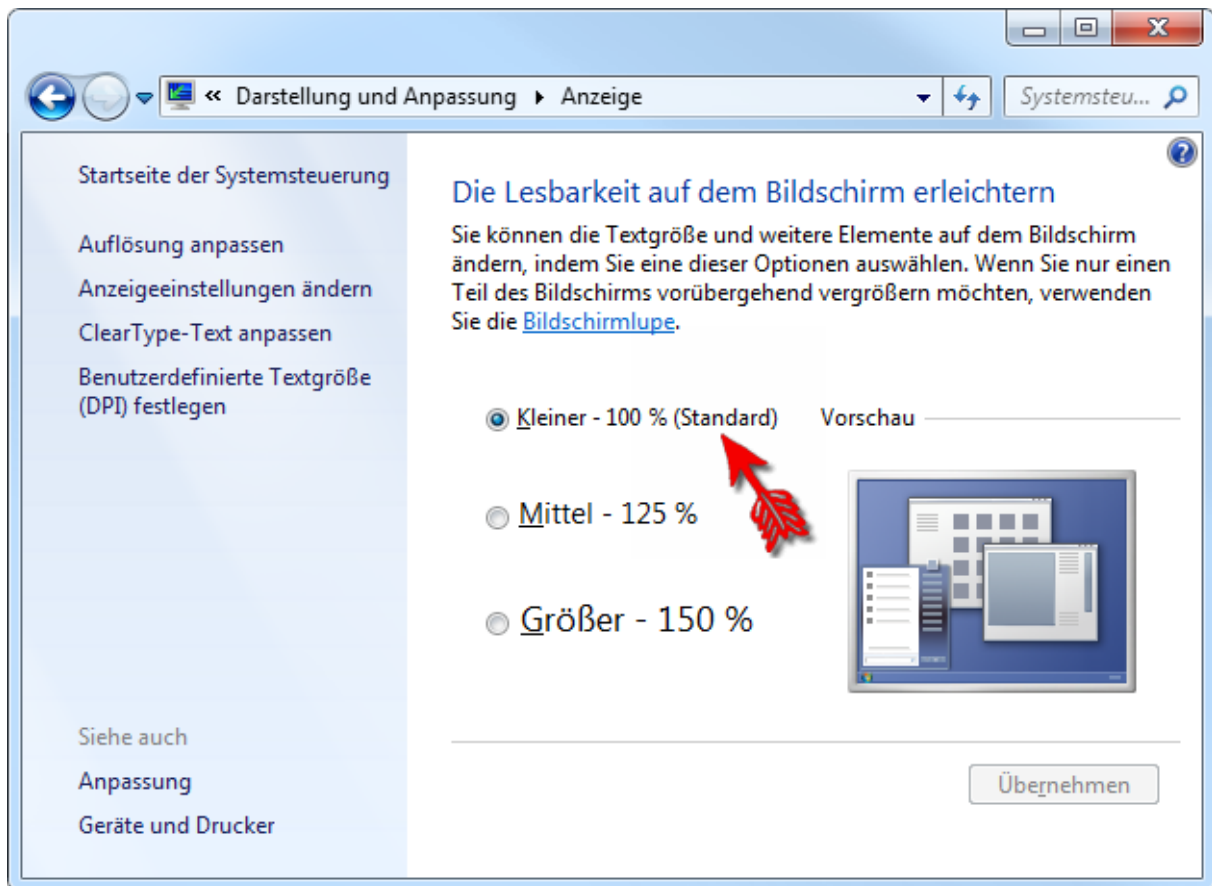 « Darstellung und Anpassung Anzeige
Systemsteu...
Startseite der Systemsteuerung
Auflösung anpassen
Anzeigeeinstellungen ändern
ClearType-Text anpassen
Benutzerdefinierte Textgröße
(DPI) festlegen
Siehe auch
Anpassung
Geräte und Drucker
Die Lesbarkeit auf dem Bildschirm erleichtern
Sie können die Textgröße und weitere Elemente auf dem Bildschirm
ändern, indem Sie eine dieser Optionen auswählen. Wenn Sie nur einen
Teil des Bildschirms vorübergehend vergrößern möchten, verwenden
Sie die Bildschirmlupe.
Kleiner - 100 % (Standard)
Vorschau
Mittel - 125 %
Größer - 150 %
Übernehmen